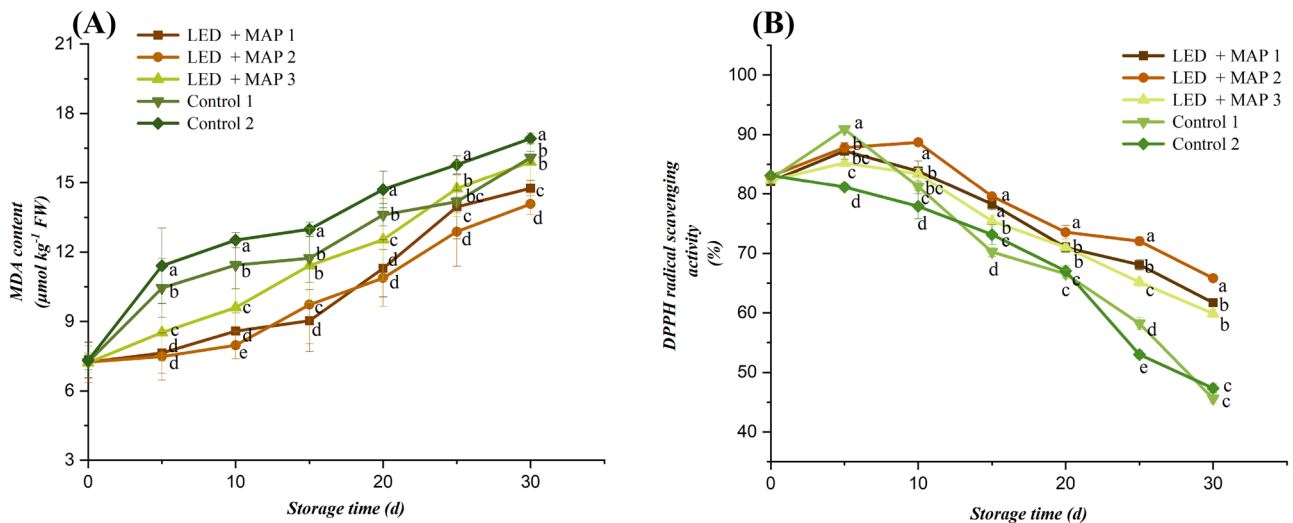 (A)
21
18
15
12
9
6
3
MDA content
(μmol kg-1 FW)
LED + MAP 1
LED + MAP 2
LED + MAP 3
Control 1
Control 2
a
b
c
d
d
a
b
c
d
e
a
b
b
c
d
a
b
c
d
d
a
b
bc
c
d
a
b
b
c
d
0
10
20
30
Storage time (d)
(B)
100
90
80
70
60
50
40
DPPH radical scavenging
activity
(%)
LED + MAP 1
LED + MAP 2
LED + MAP 3
Control 1
Control 2
a
b
bc
c
d
a
b
bc
c
d
a
a
b
c
d
a
b
b
c
c
a
b
c
d
e
a
b
b
c
c
0
10
20
30
Storage time (d)